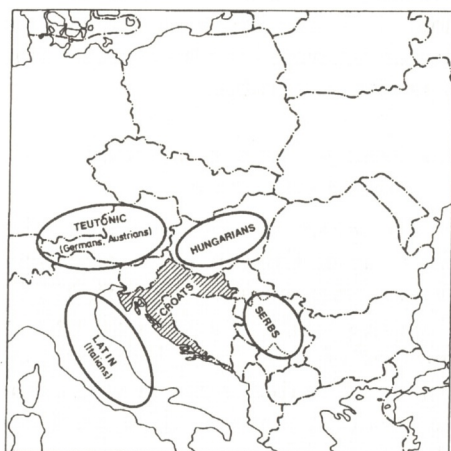 TEUTONIC
(Germans, Austrians)
HUNGARIANS
CROATS
SERBS
LATIN
(Italians)